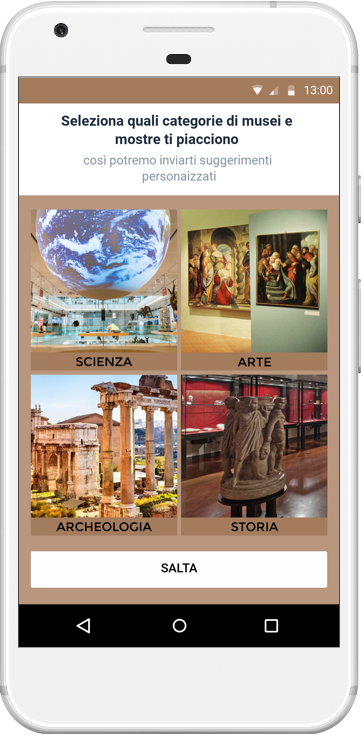 13:00
Seleziona quali categorie di musei e
mostre ti piacciono
così potremo inviarti suggerimenti
personaizzati
SCIENZA
ARTE
ARCHEOLOGIA
STORIA
SALTA